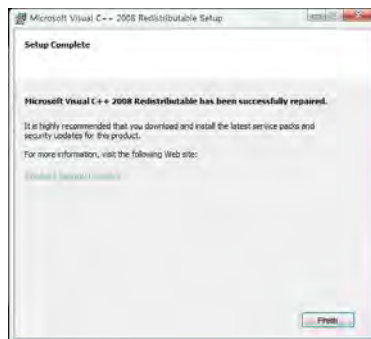 Microsoft Visual C++ 2008 Redistributable Setup
Setup Complete
Microsoft Visual C++ 2008 Redistributable has been successfully repaired.
It is highly recommended that you download and install the latest service packs and
security updates for this product.
For more information, visit the following Web site:
Finish